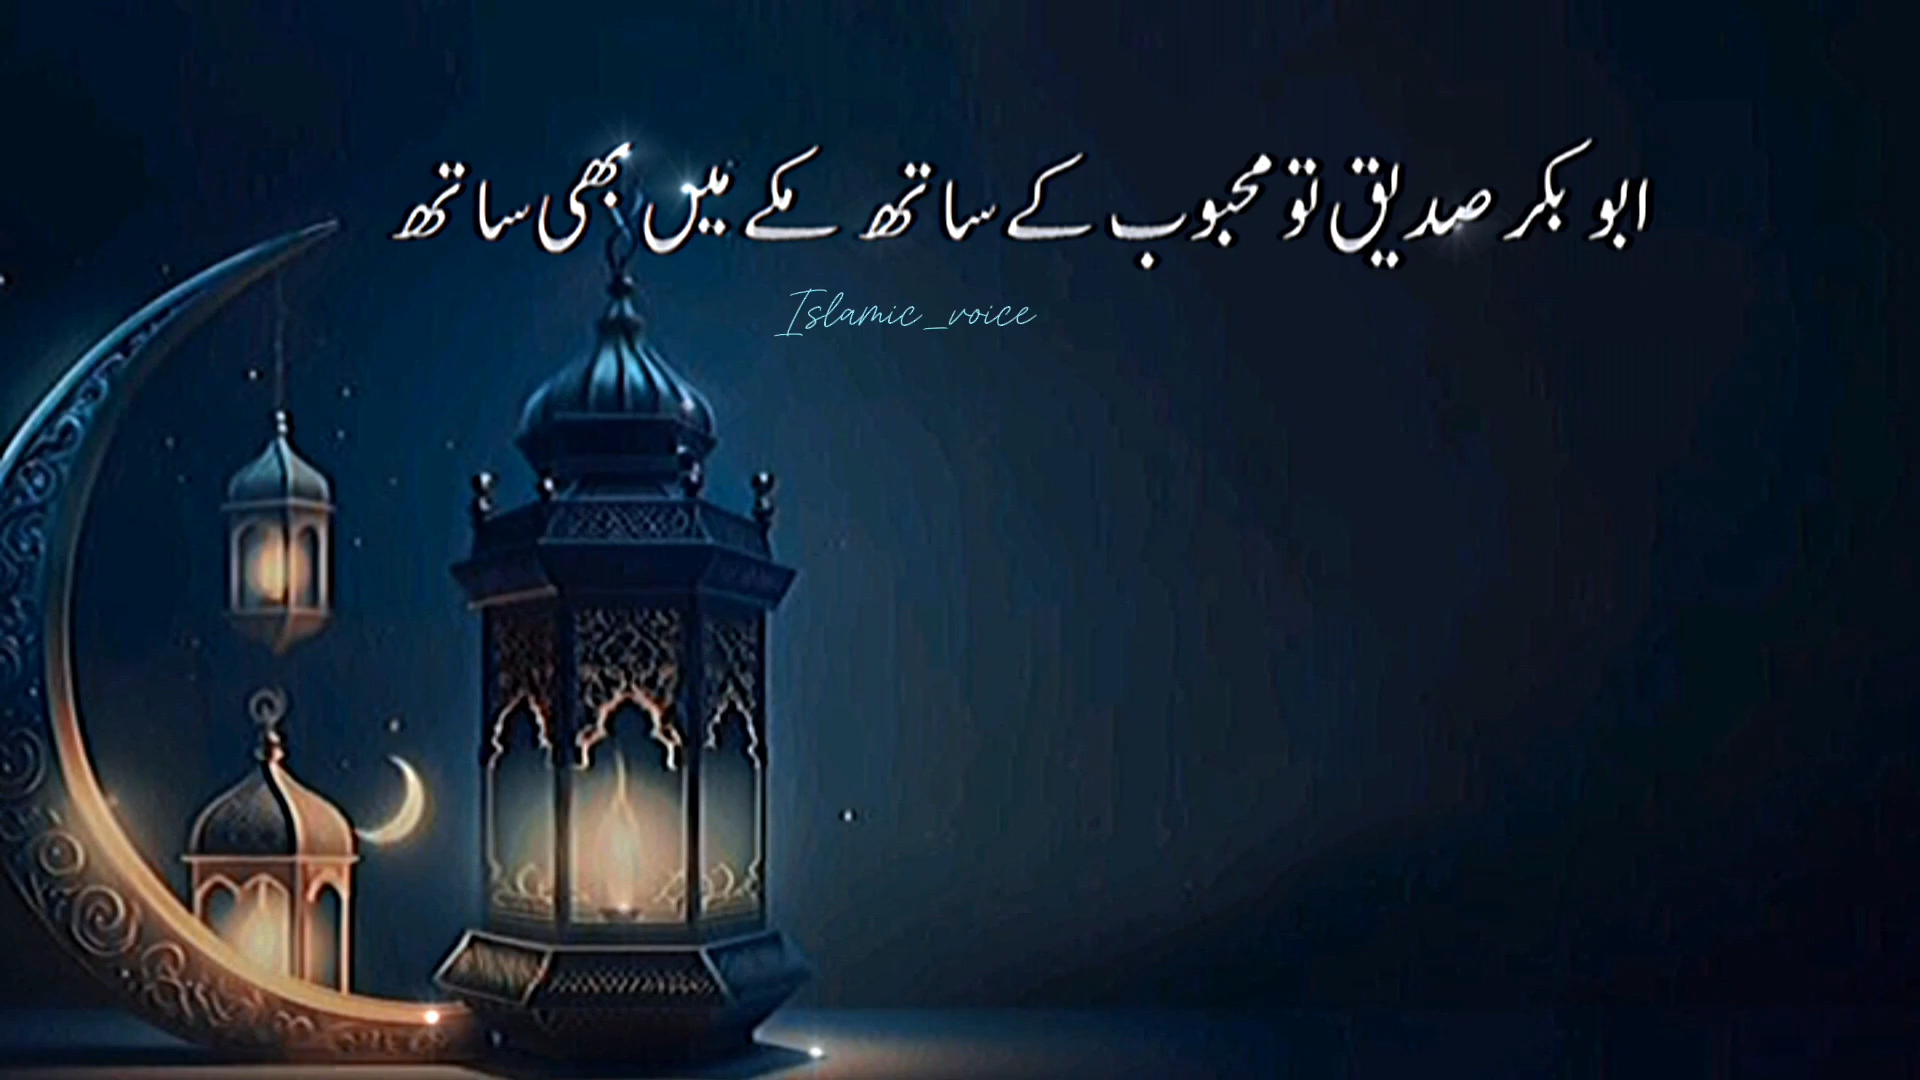 ابو بکر صدیق تو محبوب کے ساتھ مکے میں بھی ساتھ
Islamic_voice